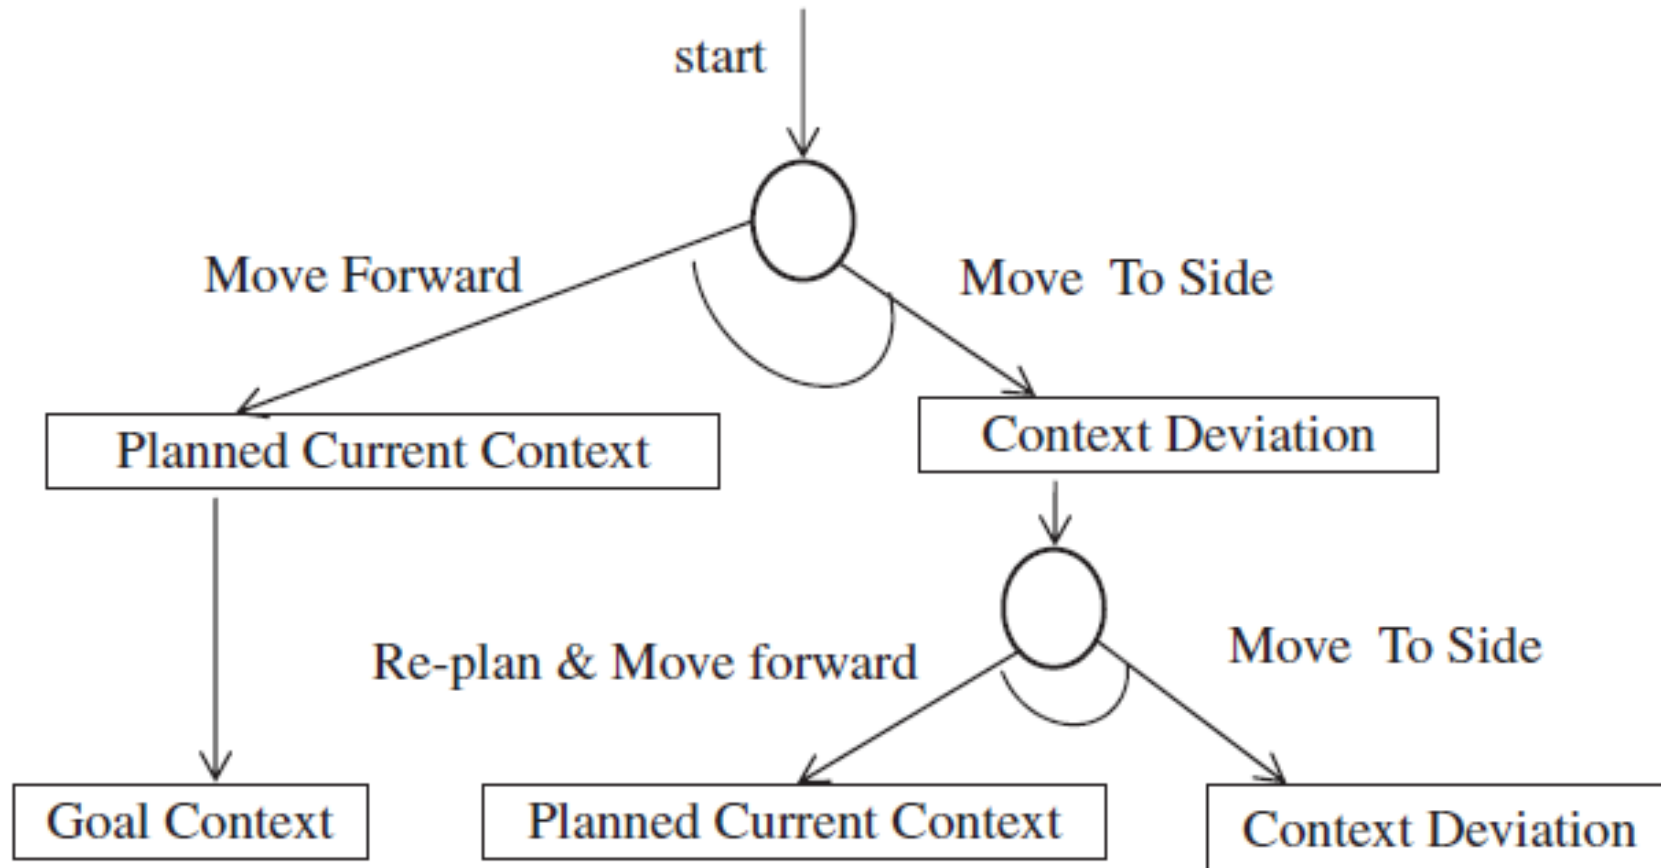 start
Move Forward
Move To Side
Planned Current Context
Context Deviation
Re-plan & Move forward
Move To Side
Goal Context
Planned Current Context
Context Deviation